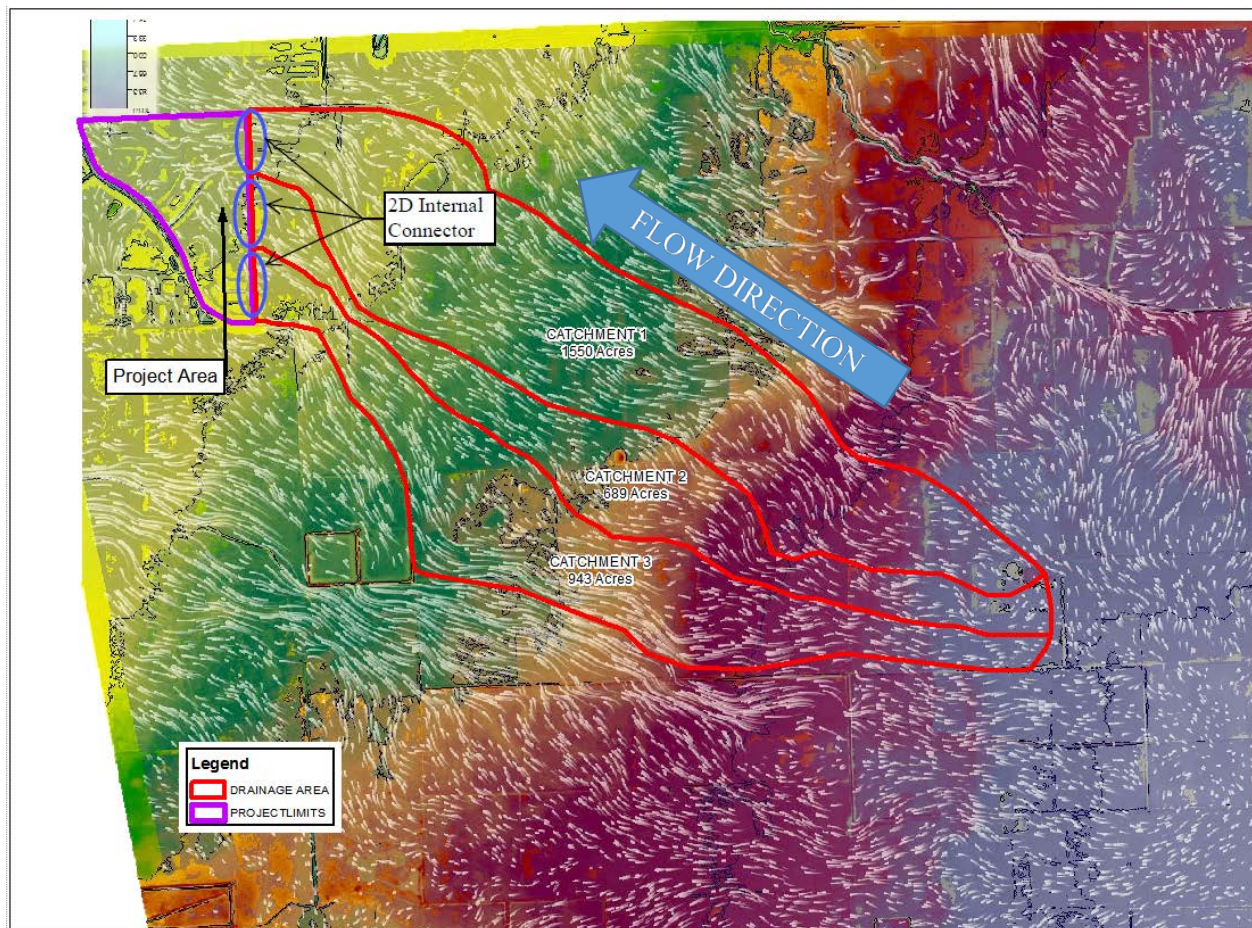 2D Internal
Connector
FLOW DIRECTION
Project Area
CATCHMENT 1
1550 Acres
CATCHMENT 2
689 Acres
CATCHMENT 3
943 Acres
Legend
DRAINAGE AREA
PROJECTLIMITS